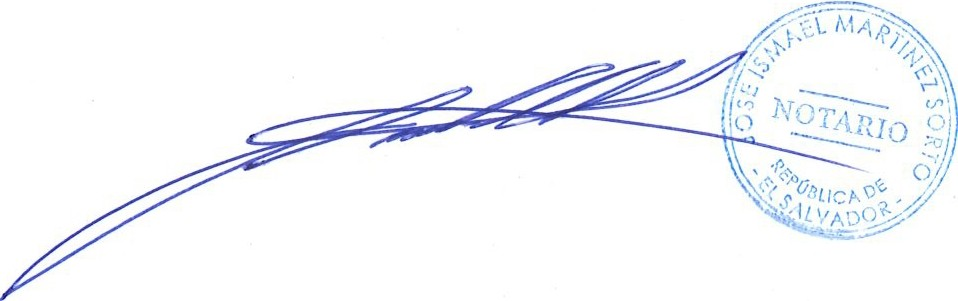 JOSE ISMAEL MARTINEZ SORTO
NOTARIO
REPÚBLICA DE
- EL SALVADOR -